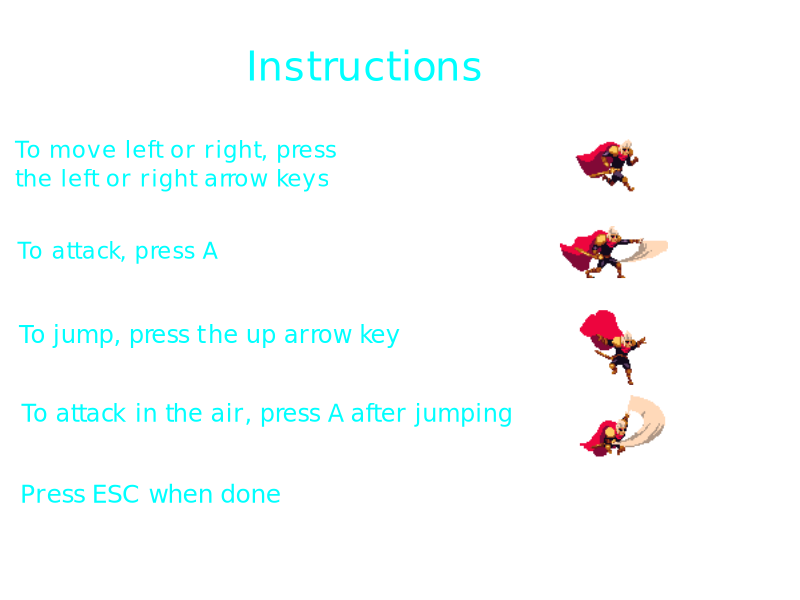 Instructions
To move left or right, press
the left or right arrow keys
To attack, press A
To jump, press the up arrow key
To attack in the air, press A after jumping
Press ESC when done